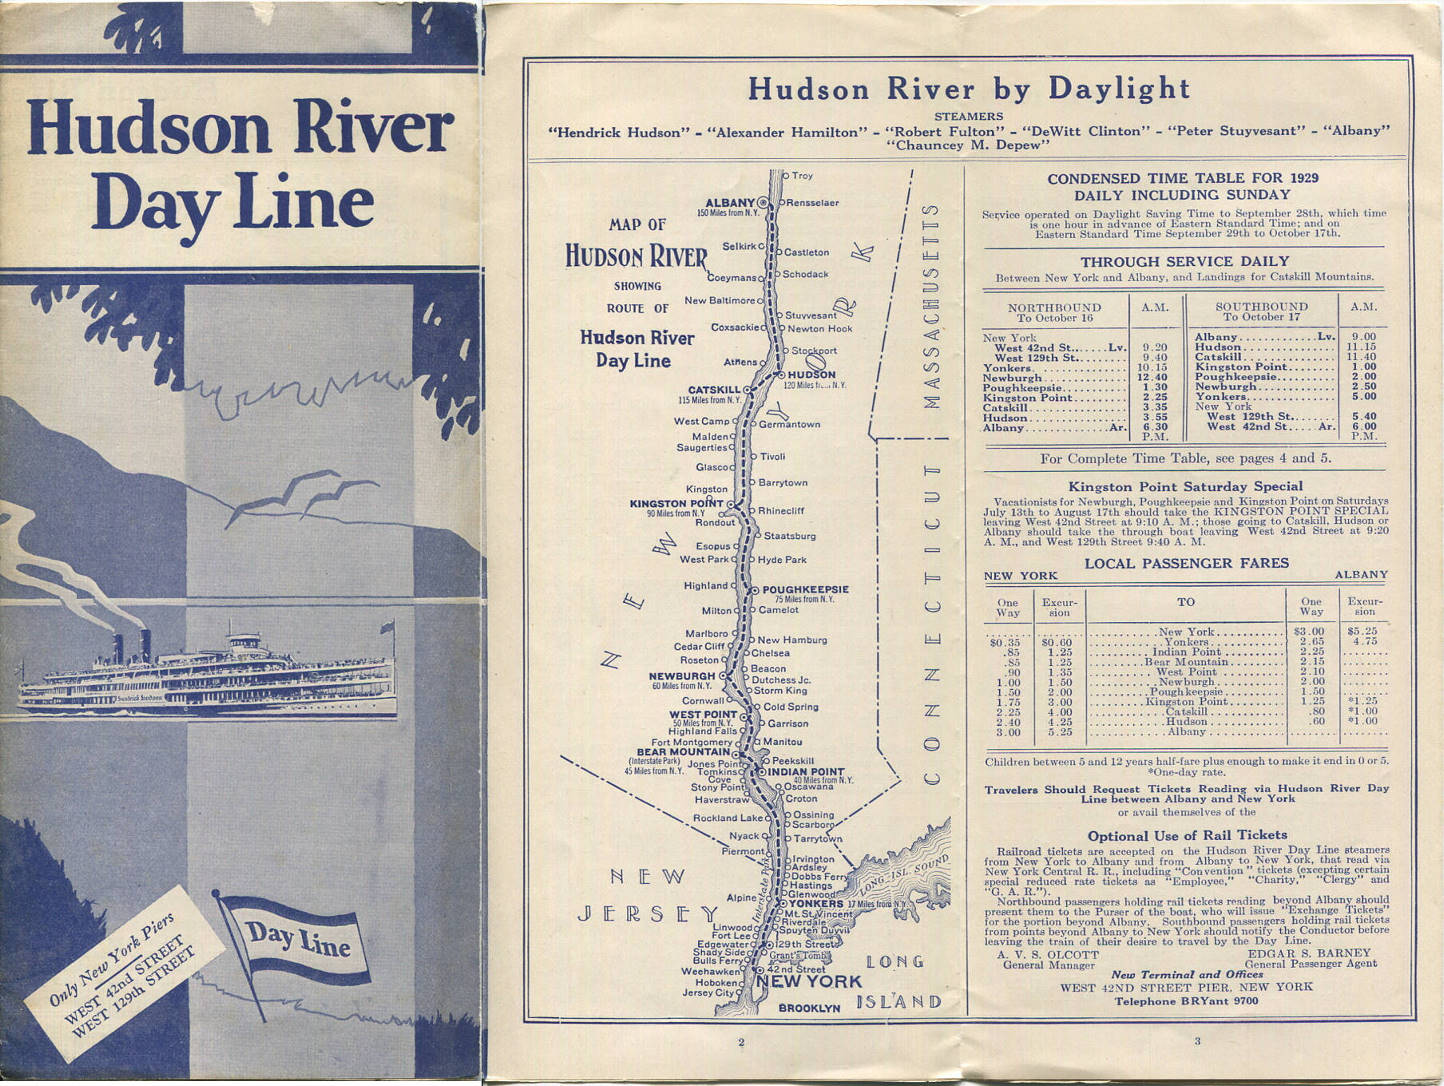 Hudson River
Day Line
Hendrick Hudson
Day Line
Only New York Piers
WEST 42nd STREET
WEST 129th STREET
Hudson River by Daylight
STEAMERS
"Hendrick Hudson" - "Alexander Hamilton" - "Robert Fulton" - "DeWitt Clinton" - "Peter Stuyvesant" - "Albany"
"Chauncey M. Depew"
MAP OF
HUDSON RIVER
SHOWING
ROUTE OF
Hudson River
Day Line
Troy
ALBANY
150 Miles from N.Y.
Rensselaer
Selkirk
Castleton
Coeymans
Schodack
New Baltimore
Stuyvesant
Coxsackie
Newton Hook
Stockport
Athens
HUDSON
120 Miles N.Y.
CATSKILL
115 Miles from N.Y.
West Camp
Germantown
Malden
Saugerties
Tivoli
Glasco
Barrytown
Kingston
KINGSTON POINT
90 Miles from N.Y
Rhinecliff
Rondout
Staatsburg
Esopus
West Park
Hyde Park
Highland
POUGHKEEPSIE
75 Miles from N.Y.
Milton
Camelot
Marlboro
New Hamburg
Cedar Cliff
Chelsea
Roseton
Beacon
NEWBURGH
60 Miles from N.Y.
Dutchess Jc.
Storm King
Cornwall
Cold Spring
WEST POINT
50 Miles from N.Y.
Garrison
Highland Falls
Fort Montgomery
Manitou
BEAR MOUNTAIN
(Interstate Park)
45 Miles from N.Y.
Peekskill
Jones Point
INDIAN POINT
40 Miles from N.Y.
Tomkins
Cove
Stony Point
Oscawana
Haverstraw
Croton
Rockland Lake
Ossining
Scarboro
Nyack
Tarrytown
Piermont
Irvington
Ardsley
Dobbs Ferry
Hastings
Glenwood
Alpine
Interstate Park
YONKERS 17 Miles from N.Y.
Mt. St. Vincent
Riverdale
Linwood
Spuyten Duyvil
Fort Lee
Edgewater
129th Street
Shady Side
Grant's Tomb
Bulls Ferry
Weehawken
42nd Street
Hoboken
NEW YORK
Jersey City
BROOKLYN
NEW YORK
MASSACHUSETTS
CONNECTICUT
NEW
JERSEY
LONG ISL SOUND
LONG
ISLAND
2
CONDENSED TIME TABLE FOR 1929
DAILY INCLUDING SUNDAY
Service operated on Daylight Saving Time to September 28th, which time
is one hour in advance of Eastern Standard Time; and on
Eastern Standard Time September 29th to October 17th.
THROUGH SERVICE DAILY
Between New York and Albany, and Landings for Catskill Mountains.
NORTHBOUND
To October 16
A.M.
New York
West 42nd St. Lv. 9.20
West 129th St. 9.40
Yonkers 10.15
Newburgh 12.40
Poughkeepsie 1.30
Kingston Point 2.25
Catskill 3.35
Hudson 3.55
Albany Ar. 6.30
P.M.
SOUTHBOUND
To October 17
A.M.
Albany Lv. 9.00
Hudson 11.15
Catskill 11.40
Kingston Point 1.00
Poughkeepsie 2.00
Newburgh 2.50
Yonkers 5.00
New York
West 129th St. 5.40
West 42nd St. Ar. 6.00
P.M.
For Complete Time Table, see pages 4 and 5.
Kingston Point Saturday Special
Vacationists for Newburgh, Poughkeepsie and Kingston Point on Saturdays
July 13th to August 17th should take the KINGSTON POINT SPECIAL
leaving West 42nd Street at 9:10 A. M.; those going to Catskill, Hudson or
Albany should take the through boat leaving West 42nd Street at 9:20
A. M., and West 129th Street 9:40 A. M.
LOCAL PASSENGER FARES
NEW YORK ALBANY
One Way Excursion TO One Way Excursion
New York $3.00 $5.25
$0.35 $0.60 Yonkers 2.65 4.75
.85 1.25 Indian Point 2.25
.85 1.25 Bear Mountain 2.15
.90 1.35 West Point 2.10
1.00 1.50 Newburgh 2.00
1.50 2.00 Poughkeepsie 1.50
1.75 3.00 Kingston Point 1.25 *1.25
2.25 4.00 Catskill .80 *1.00
2.40 4.25 Hudson .60 *1.00
3.00 5.25 Albany
Children between 5 and 12 years half-fare plus enough to make it end in 0 or 5.
*One-day rate.
Travelers Should Request Tickets Reading via Hudson River Day
Line between Albany and New York
or avail themselves of the
Optional Use of Rail Tickets
Railroad tickets are accepted on the Hudson River Day Line steamers
from New York to Albany and from Albany to New York, that read via
New York Central R. R., including "Convention" tickets (excepting certain
special reduced rate tickets as "Employee," "Charity," "Clergy" and
"G. A. R.").
Northbound passengers holding rail tickets reading beyond Albany should
present them to the Purser of the boat, who will issue "Exchange Tickets"
for the portion beyond Albany. Southbound passengers holding rail tickets
from points beyond Albany to New York should notify the Conductor before
leaving the train of their desire to travel by the Day Line.
A. V. S. OLCOTT EDGAR S. BARNEY
General Manager General Passenger Agent
New Terminal and Offices
WEST 42ND STREET PIER, NEW YORK
Telephone BRYant 9700
3